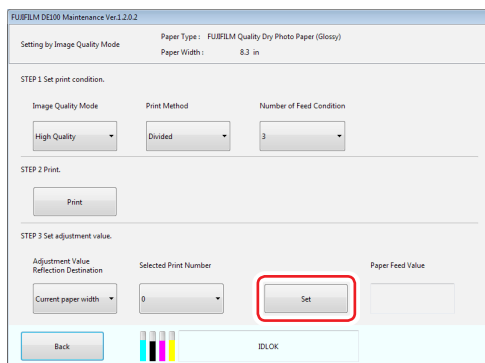 FUJIFILM DE100 Maintenance Ver.1.2.0.2
Setting by Image Quality Mode
Paper Type : FUJIFILM Quality Dry Photo Paper (Glossy)
Paper Width : 8.3 in
STEP 1 Set print condition.
Image Quality Mode Print Method Number of Feed Condition
High Quality Divided 3
STEP 2 Print.
Print
STEP 3 Set adjustment value.
Adjustment Value
Reflection Destination Selected Print Number Paper Feed Value
Current paper width 0 Set
Back IDLOK